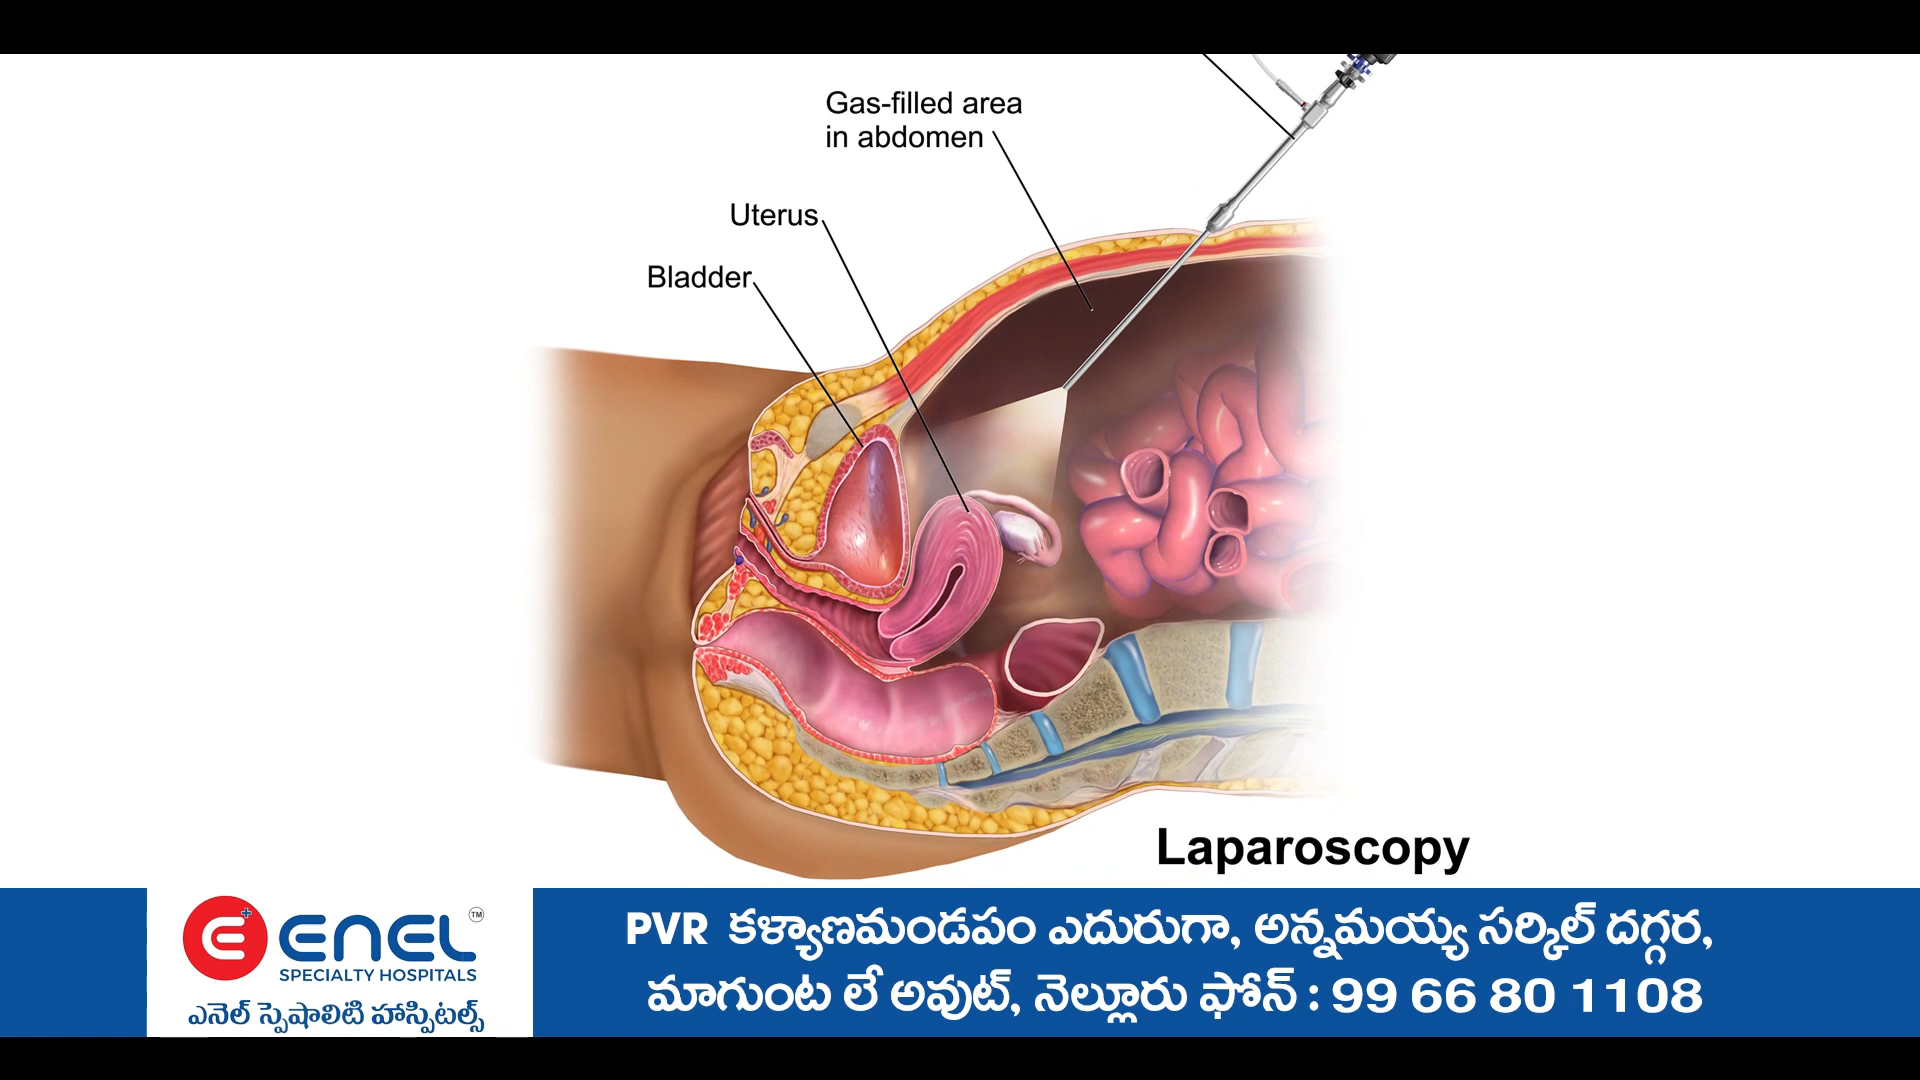 Gas-filled area
in abdomen
Uterus
Bladder
Laparoscopy
ENEL™
SPECIALTY HOSPITALS
ఎనెల్ స్పెషాలిటి హాస్పిటల్స్
PVR కళ్యాణమండపం ఎదురుగా, అన్నమయ్య సర్కిల్ దగ్గర,
మాగుంట లే అవుట్, నెల్లూరు ఫోన్ : 99 66 80 1108